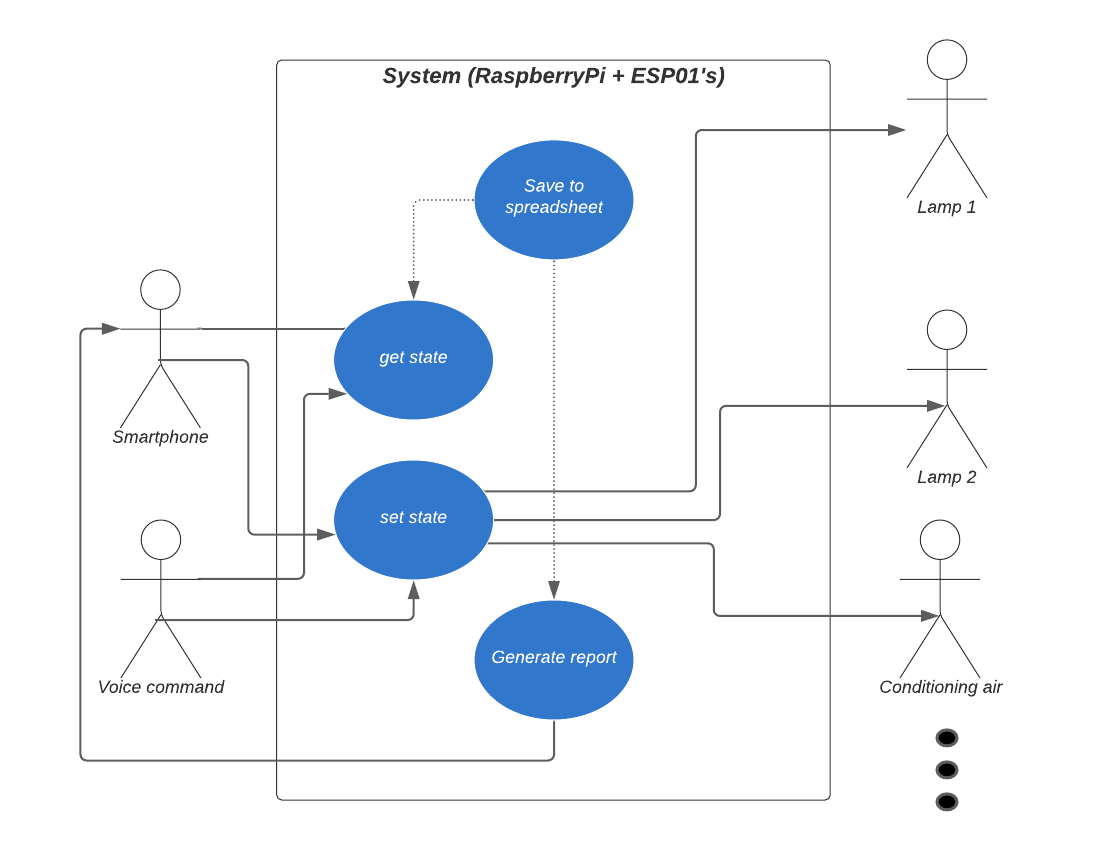 System (RaspberryPi + ESP01's)
Save to
spreadsheet
Lamp 1
get state
Smartphone
Lamp 2
set state
Generate report
Voice command
Conditioning air